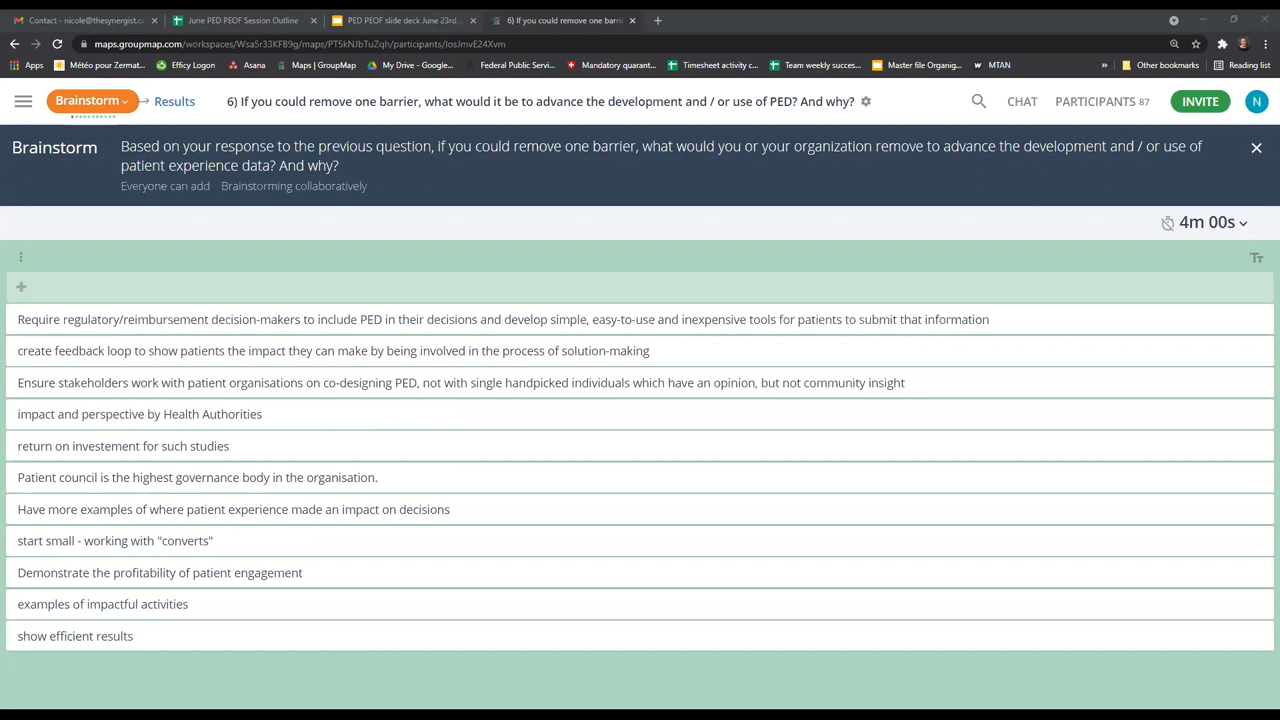 Contact - nicole@thesynergist.or
June PED PEOF Session Outline
PED PEOF slide deck June 23rd,
6) If you could remove one barrie
maps.groupmap.com/workspaces/Wsa5r33KFB9g/maps/PT5kNJbTuZqh/participants/IosJmvE24Xvm
Apps
Météo pour Zermat...
Efficy Logon
Asana
Maps | GroupMap
My Drive - Google...
Federal Public Servi...
Mandatory quarant...
Timesheet activity c...
Team weekly succes...
Master file Organig...
MTAN
Other bookmarks
Reading list
Brainstorm
Results
6) If you could remove one barrier, what would it be to advance the development and / or use of PED? And why?
CHAT
PARTICIPANTS 87
INVITE
N
Brainstorm
Based on your response to the previous question, if you could remove one barrier, what would you or your organization remove to advance the development and / or use of
patient experience data? And why?
Everyone can add Brainstorming collaboratively
4m 00s
Require regulatory/reimbursement decision-makers to include PED in their decisions and develop simple, easy-to-use and inexpensive tools for patients to submit that information
create feedback loop to show patients the impact they can make by being involved in the process of solution-making
Ensure stakeholders work with patient organisations on co-designing PED, not with single handpicked individuals which have an opinion, but not community insight
impact and perspective by Health Authorities
return on investement for such studies
Patient council is the highest governance body in the organisation.
Have more examples of where patient experience made an impact on decisions
start small - working with "converts"
Demonstrate the profitability of patient engagement
examples of impactful activities
show efficient results